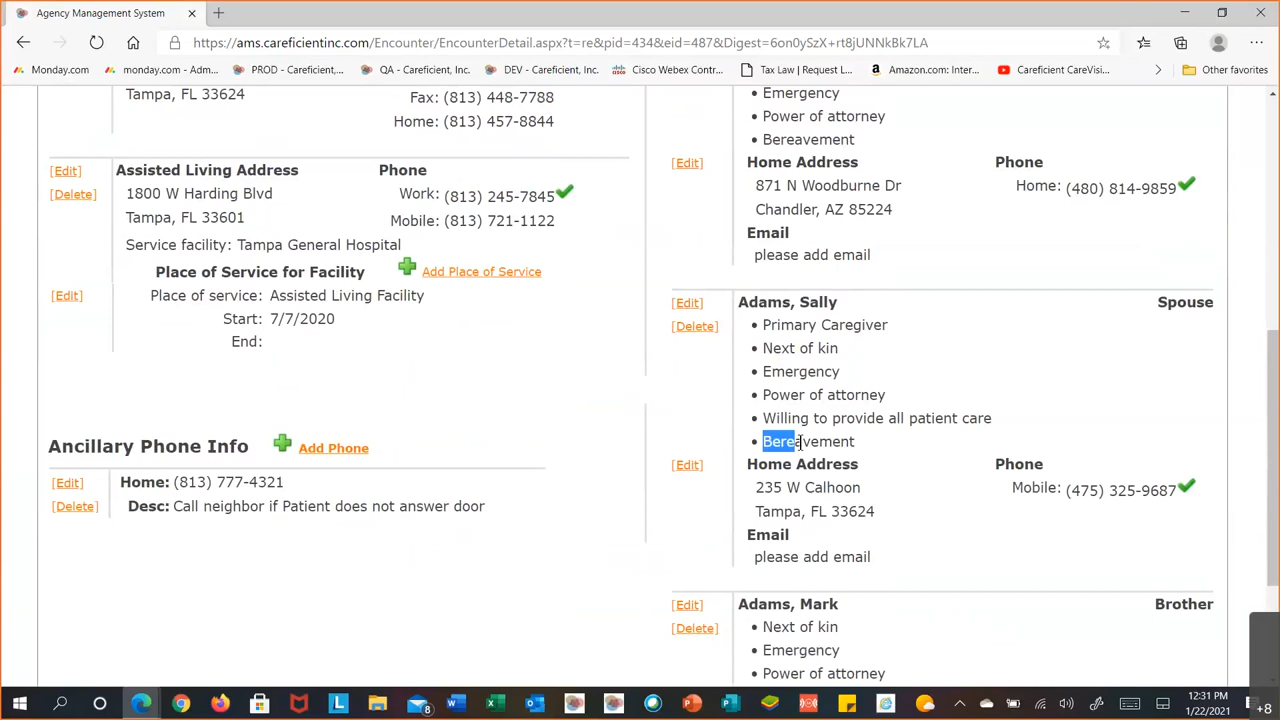 Agency Management System
https://ams.careficientinc.com/Encounter/EncounterDetail.aspx?t=re&pid=434&eid=487&Digest=6on0ySzX+rt8jUNNkBk7LA
Monday.com
monday.com - Adm...
PROD - Careficient,...
QA - Careficient, Inc.
DEV - Careficient, Inc.
Cisco Webex Contr...
Tax Law | Request L...
Amazon.com: Inter...
Careficient CareVisi...
Other favorites
Tampa, FL 33624
Fax: (813) 448-7788
Home: (813) 457-8844
[Edit]
[Delete]
Assisted Living Address
Phone
1800 W Harding Blvd
Work: (813) 245-7845
Tampa, FL 33601
Mobile: (813) 721-1122
Service facility: Tampa General Hospital
Place of Service for Facility
Add Place of Service
[Edit]
Place of service: Assisted Living Facility
Start: 7/7/2020
End:
Ancillary Phone Info
Add Phone
[Edit]
Home: (813) 777-4321
[Delete]
Desc: Call neighbor if Patient does not answer door
• Emergency
• Power of attorney
• Bereavement
[Edit]
Home Address
Phone
871 N Woodburne Dr
Home: (480) 814-9859
Chandler, AZ 85224
Email
please add email
[Edit]
Adams, Sally
Spouse
[Delete]
• Primary Caregiver
• Next of kin
• Emergency
• Power of attorney
• Willing to provide all patient care
• Bereavement
[Edit]
Home Address
Phone
235 W Calhoon
Mobile: (475) 325-9687
Tampa, FL 33624
Email
please add email
[Edit]
Adams, Mark
Brother
[Delete]
• Next of kin
• Emergency
• Power of attorney
8
12:31 PM
1/22/2021
+8